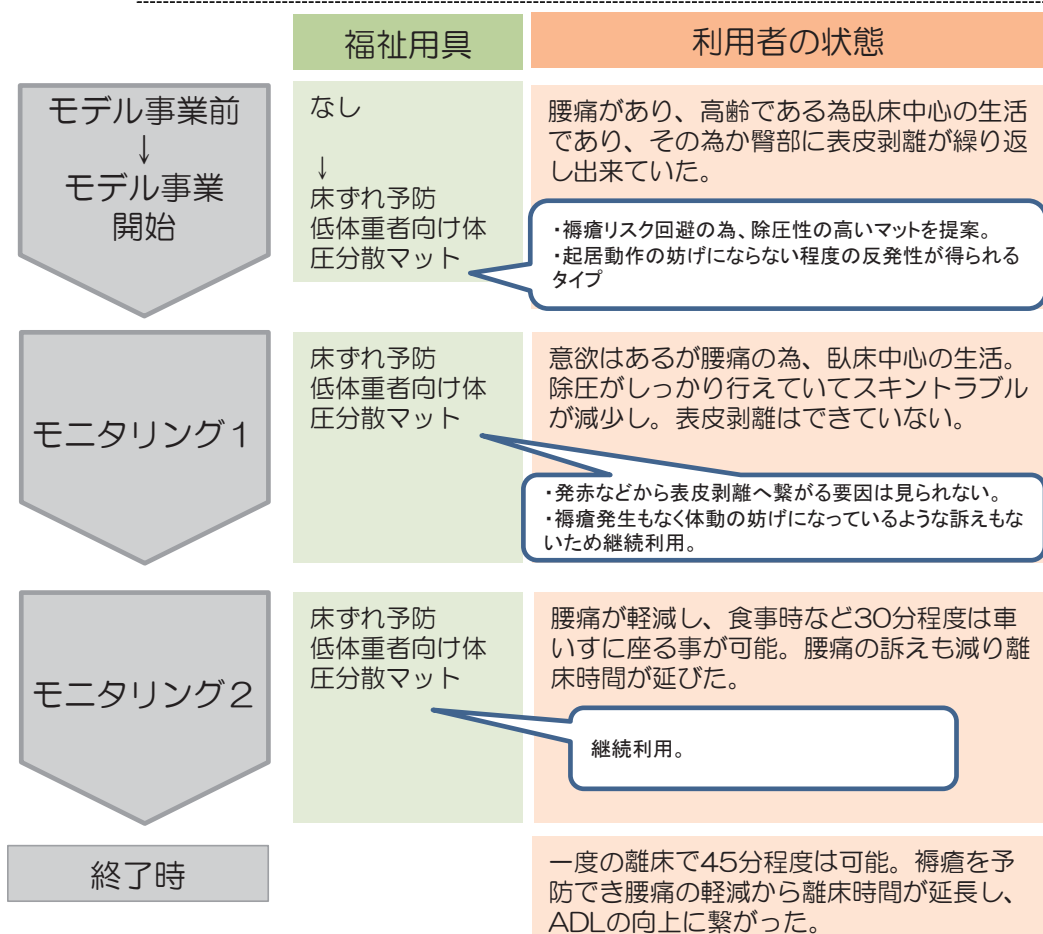 福祉用具
利用者の状態
モデル事業前
↓
モデル事業
開始
なし
↓
床ずれ予防
低体重者向け体
圧分散マット
腰痛があり、高齢である為臥床中心の生活
であり、その為か臀部に表皮剥離が繰り返
し出来ていた。
・褥瘡リスク回避の為、除圧性の高いマットを提案。
・起居動作の妨げにならない程度の反発性が得られる
タイプ
モニタリング１
床ずれ予防
低体重者向け体
圧分散マット
意欲はあるが腰痛の為、臥床中心の生活。
除圧がしっかり行えていてスキントラブル
が減少し。表皮剥離はできていない。
・発赤などから表皮剥離へ繋がる要因は見られない。
・褥瘡発生もなく体動の妨げになっているような訴えもな
いため継続利用。
モニタリング２
床ずれ予防
低体重者向け体
圧分散マット
腰痛が軽減し、食事時など30分程度は車
いすに座る事が可能。腰痛の訴えも減り離
床時間が延びた。
継続利用。
終了時
一度の離床で45分程度は可能。褥瘡を予
防でき腰痛の軽減から離床時間が延長し、
ADLの向上に繋がった。